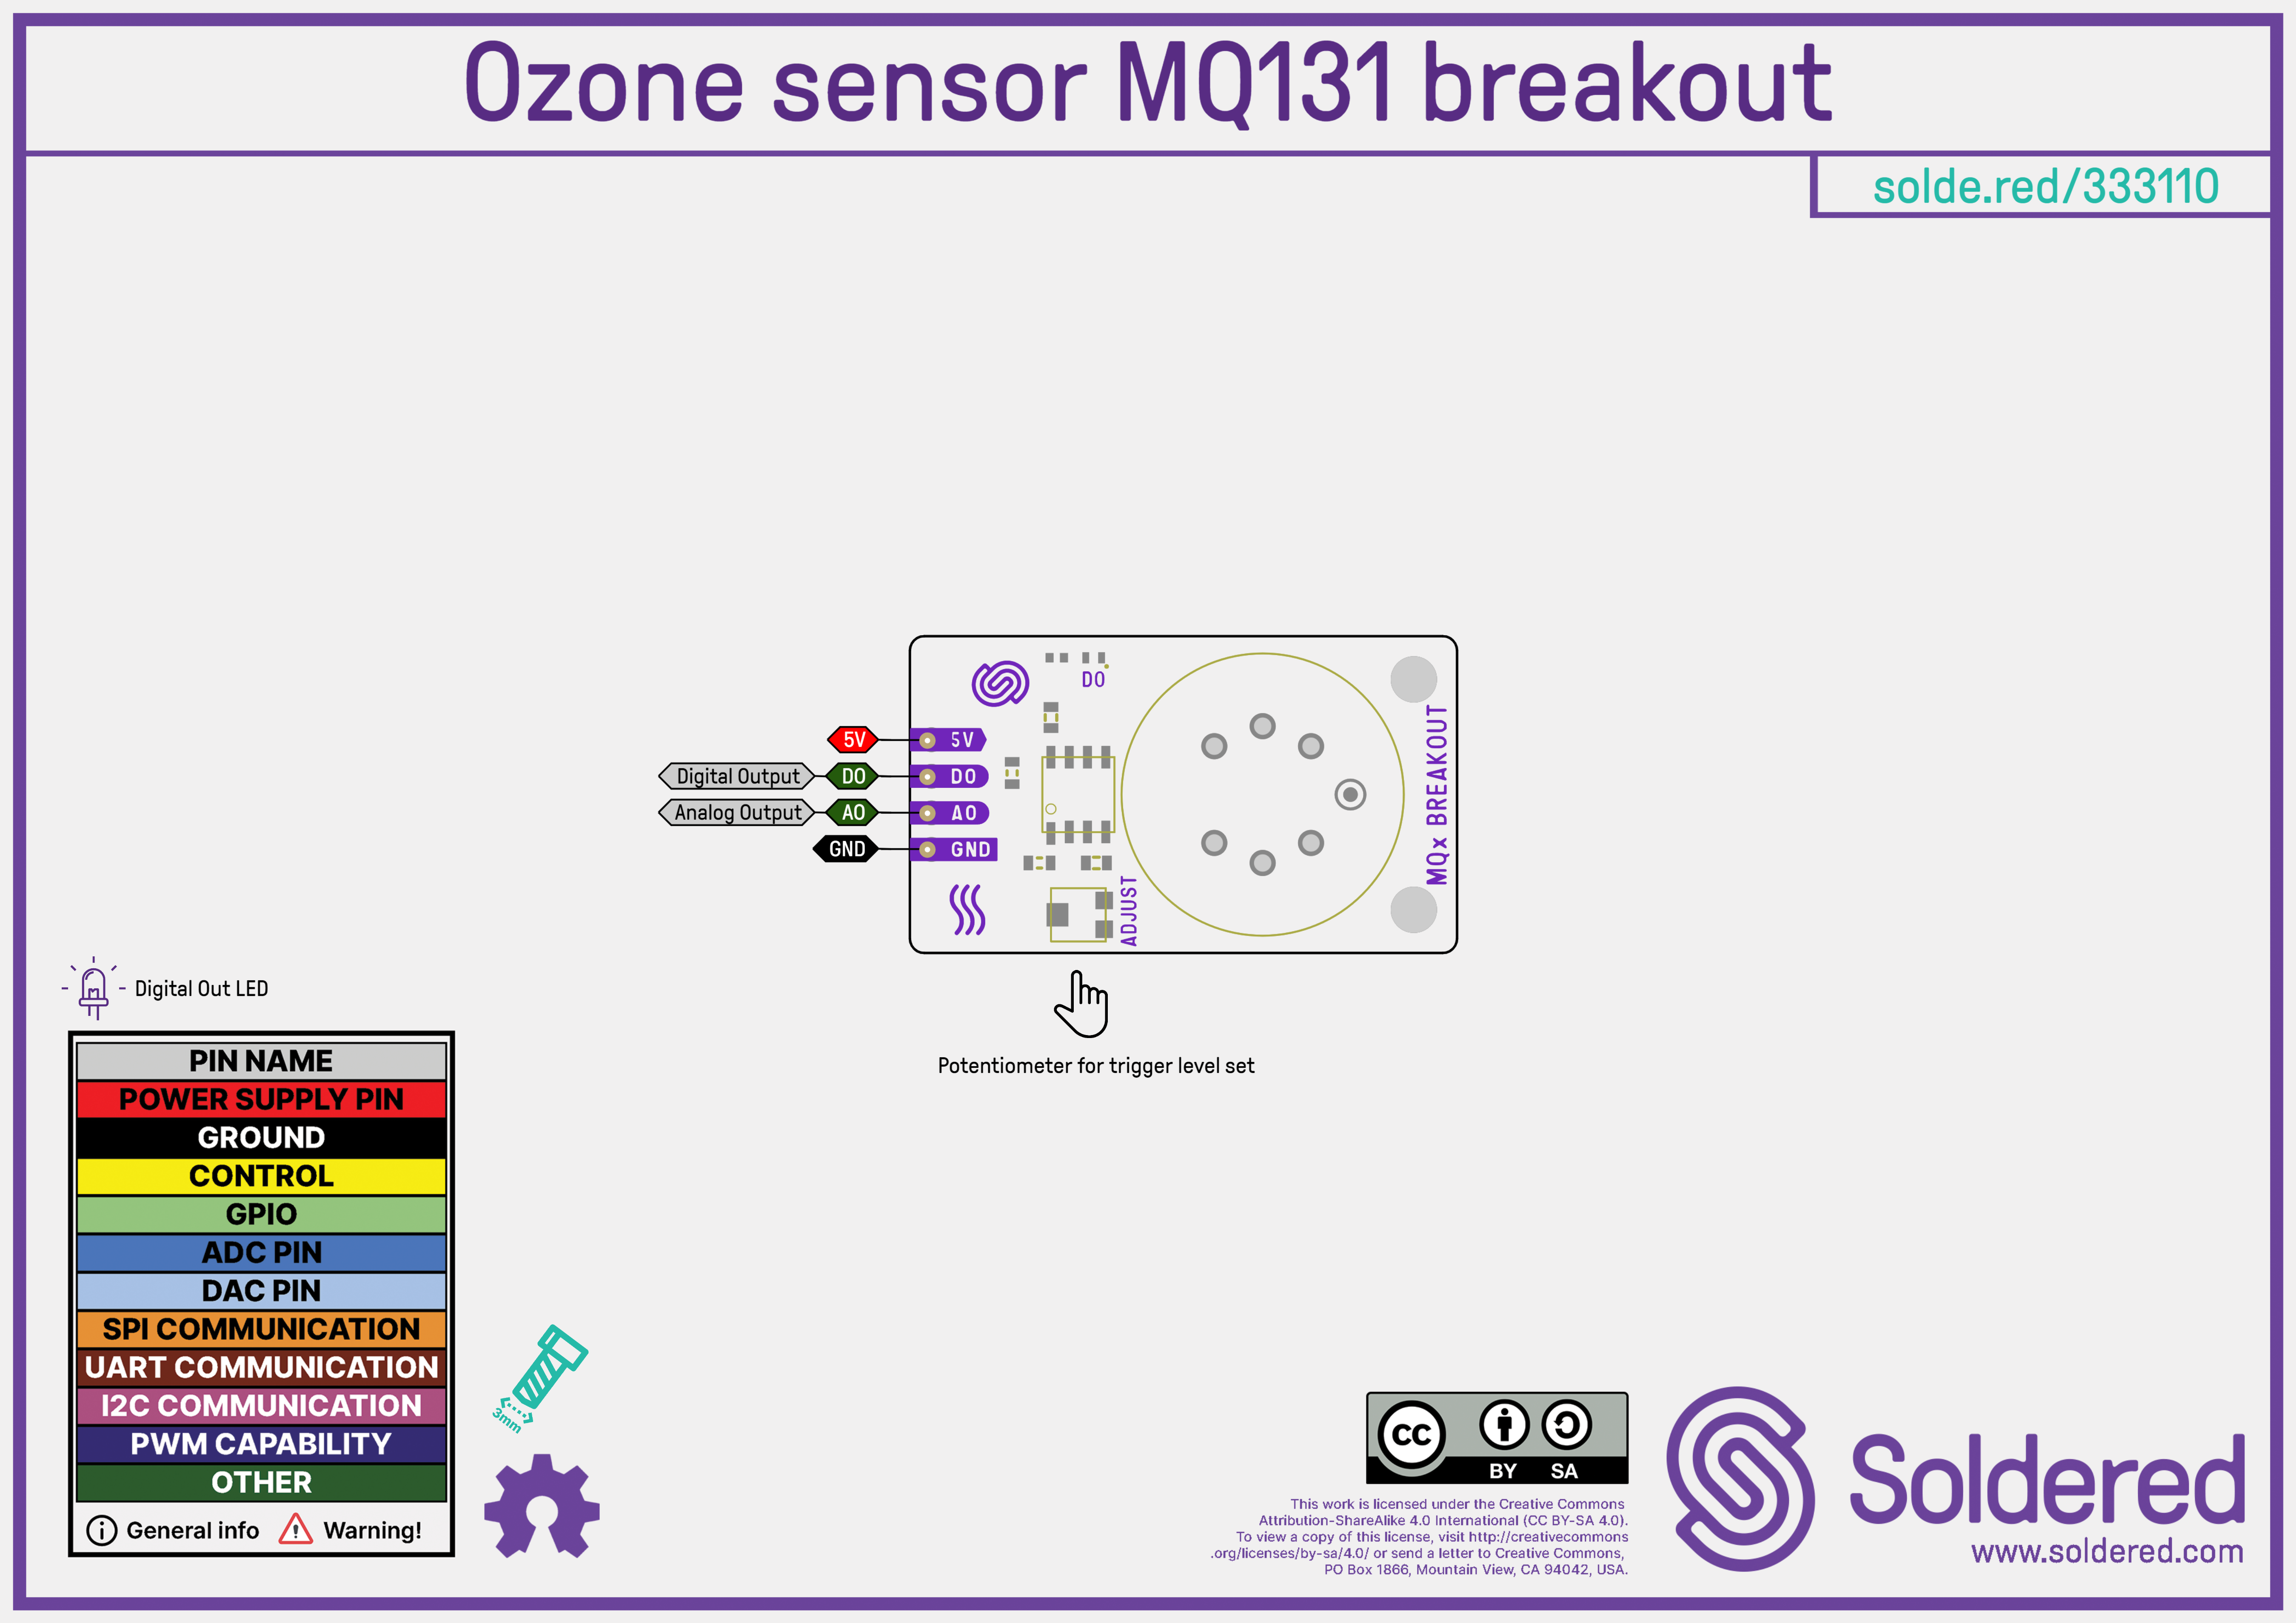 Ozone sensor MQ131 breakout
solde.red/333110
DO
5V 5V
Digital Output DO DO
Analog Output AO AO
GND GND
ADJUST
MQx BREAKOUT
Potentiometer for trigger level set
Digital Out LED
PIN NAME
POWER SUPPLY PIN
GROUND
CONTROL
GPIO
ADC PIN
DAC PIN
SPI COMMUNICATION
UART COMMUNICATION
I2C COMMUNICATION
PWM CAPABILITY
OTHER
General info Warning!
3mm
CC BY SA
This work is licensed under the Creative Commons
Attribution-ShareAlike 4.0 International (CC BY-SA 4.0).
To view a copy of this license, visit http://creativecommons
.org/licenses/by-sa/4.0/ or send a letter to Creative Commons,
PO Box 1866, Mountain View, CA 94042, USA.
Soldered
www.soldered.com